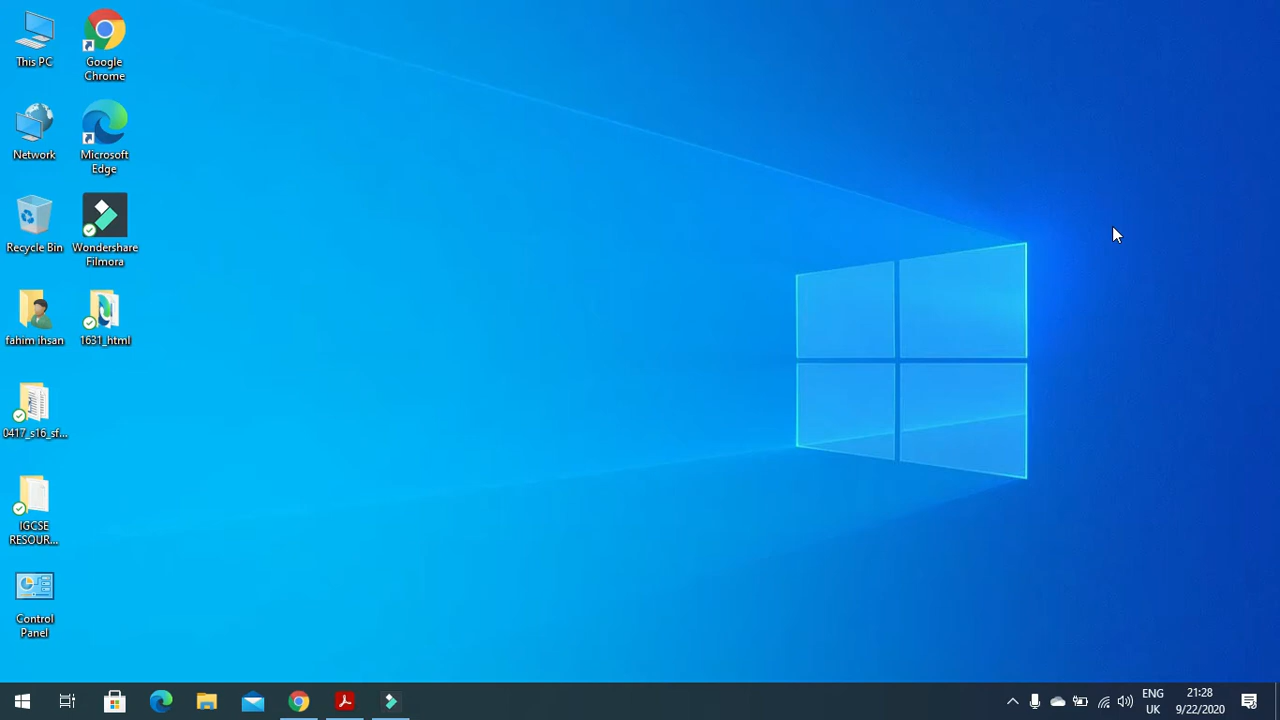 This PC
Google
Chrome
Network
Microsoft
Edge
Recycle Bin
Wondershare
Filmora
fahim ihsan
1631_html
0417_s16_sf...
IGCSE
RESOUR...
Control
Panel
ENG
UK
21:28
9/22/2020